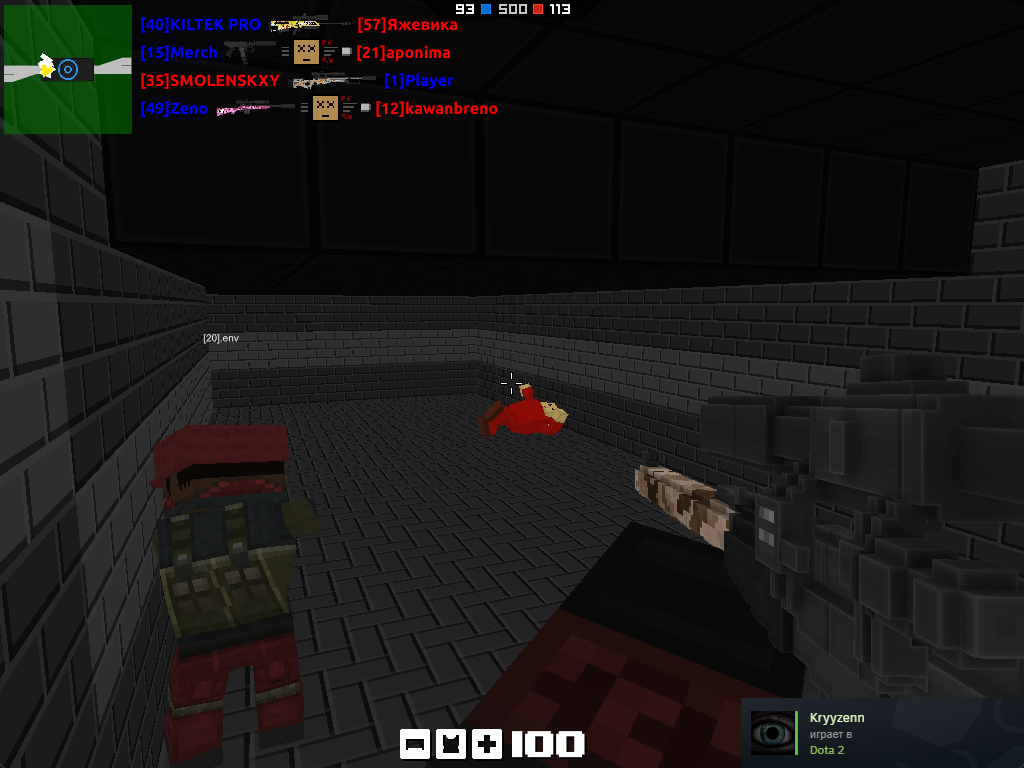 93 500 113
[40]KILTEK PRO [57]Яжевика
[15]Merch [21]aponima
[35]SMOLENSKXY [1]Player
[49]Zeno [12]kawanbreno
[20].env
100
Kryyzenn
играет в
Dota 2